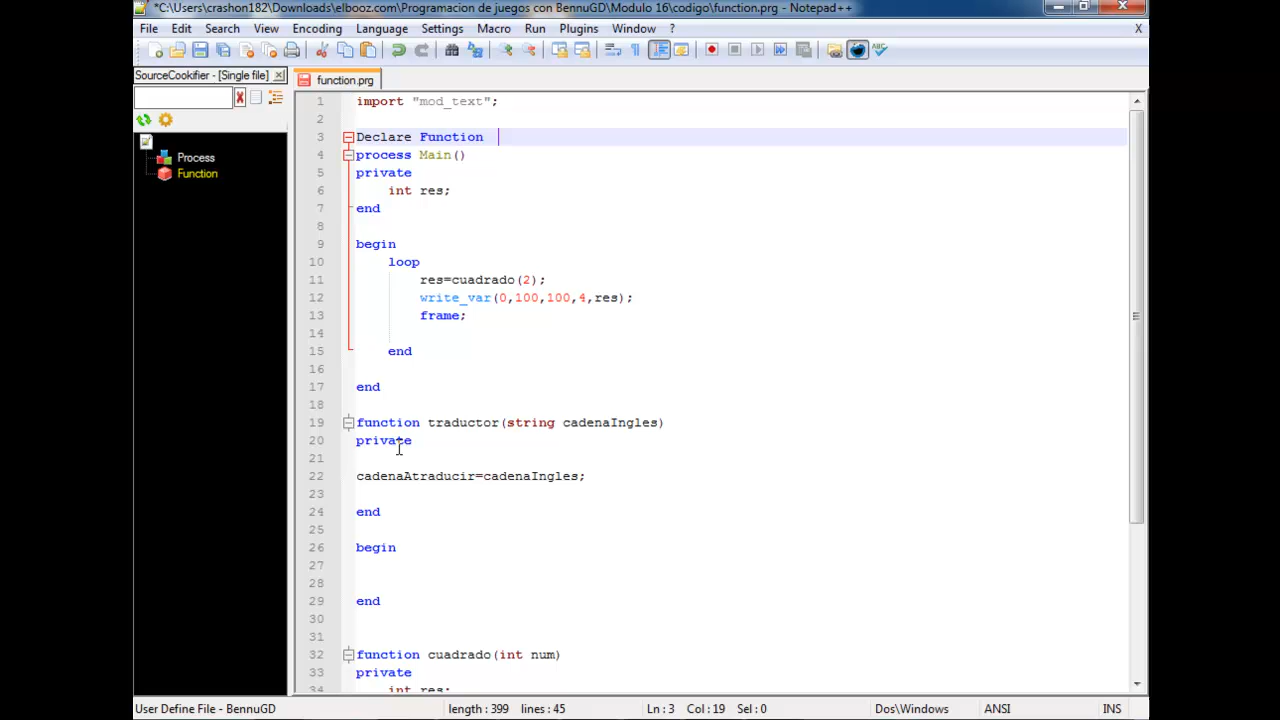 *C:\Users\crashon182\Downloads\elbooz.com\Programacion de juegos con BennuGD\Modulo 16\codigo\function.prg - Notepad++
File Edit Search View Encoding Language Settings Macro Run Plugins Window ? X
SourceCookifier - [Single file]
function.prg
Process
Function
1 import "mod_text";
2
3 Declare Function
4 process Main()
5 private
6 int res;
7 end
8
9 begin
10 loop
11 res=cuadrado(2);
12 write_var(0,100,100,4,res);
13 frame;
14
15 end
16
17 end
18
19 function traductor(string cadenaIngles)
20 private
21
22 cadenaAtraducir=cadenaIngles;
23
24 end
25
26 begin
27
28
29 end
30
31
32 function cuadrado(int num)
33 private
34 int res;
User Define File - BennuGD length : 399 lines : 45 Ln : 3 Col : 19 Sel : 0 Dos\Windows ANSI INS